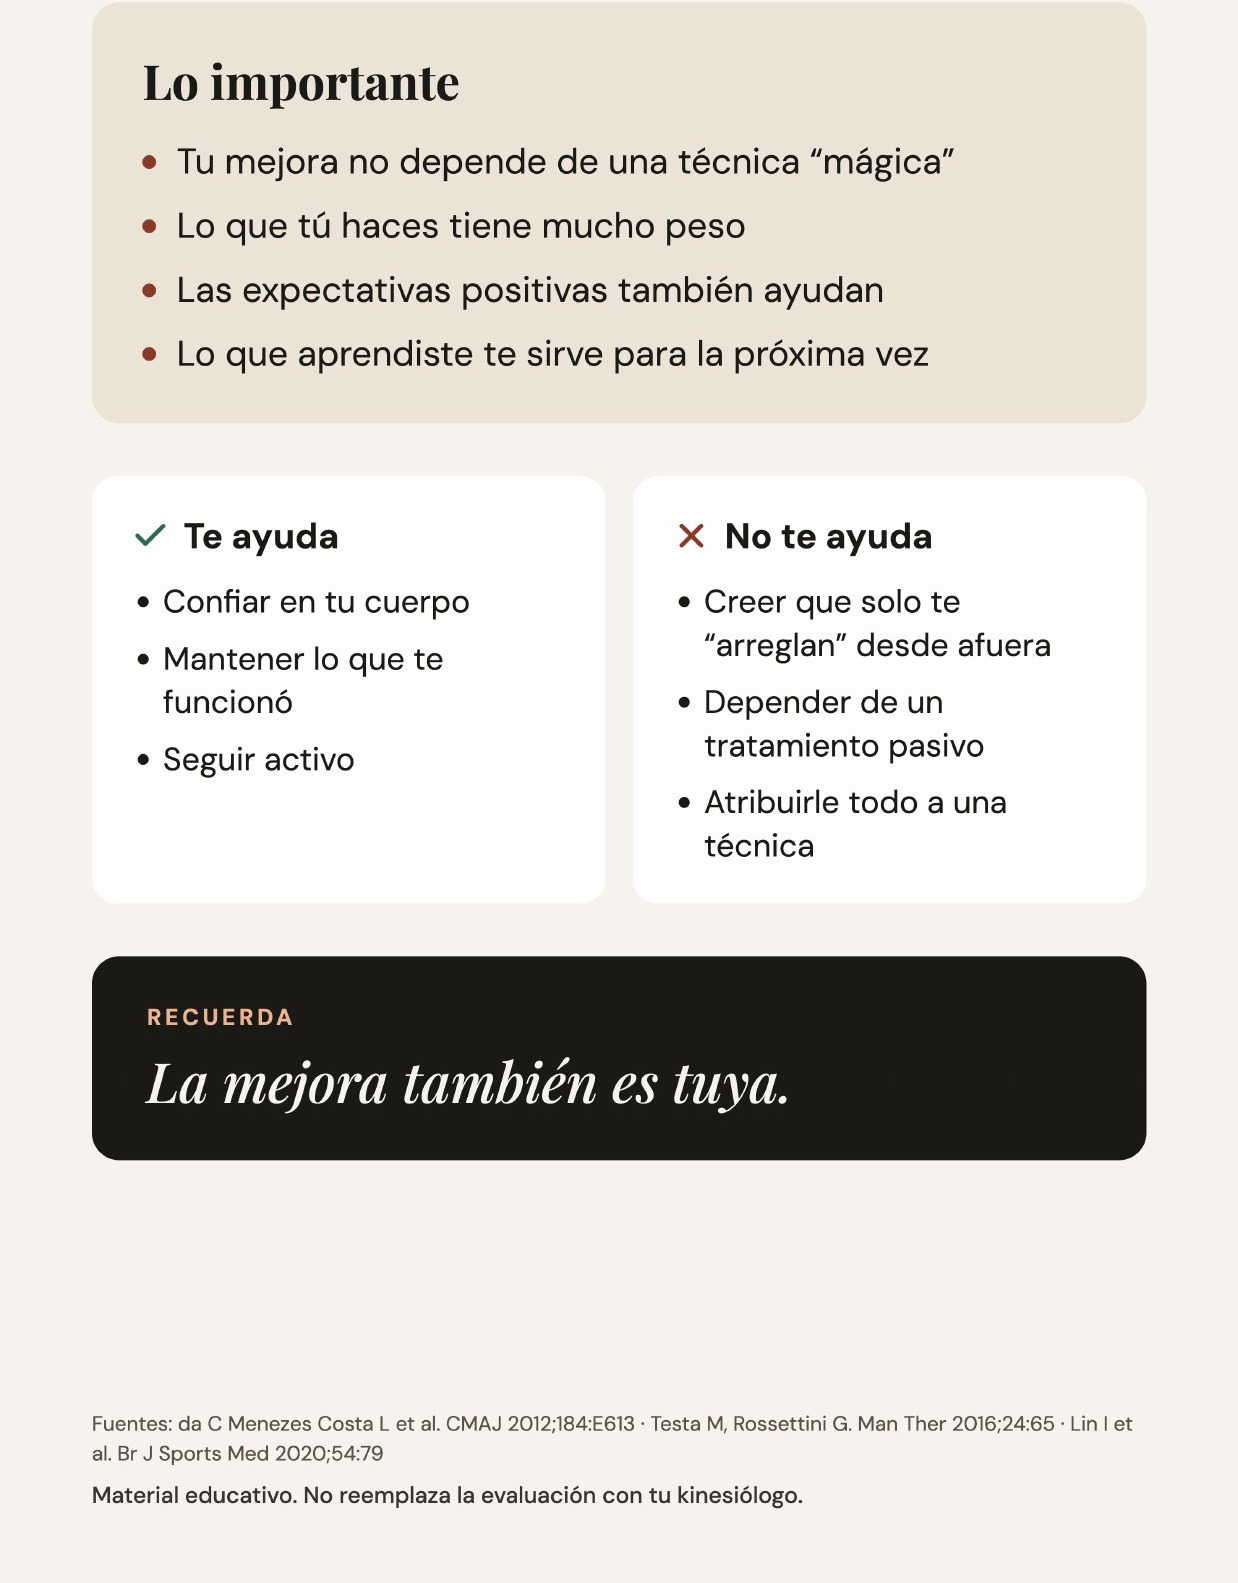 Lo importante
• Tu mejora no depende de una técnica “mágica”
• Lo que tú haces tiene mucho peso
• Las expectativas positivas también ayudan
• Lo que aprendiste te sirve para la próxima vez
✓ Te ayuda
• Confiar en tu cuerpo
• Mantener lo que te
funcionó
• Seguir activo
✕ No te ayuda
• Creer que solo te
“arreglan” desde afuera
• Depender de un
tratamiento pasivo
• Atribuirle todo a una
técnica
RECUERDA
La mejora también es tuya.
Fuentes: da C Menezes Costa L et al. CMAJ 2012;184:E613 · Testa M, Rossettini G. Man Ther 2016;24:65 · Lin I et
al. Br J Sports Med 2020;54:79
Material educativo. No reemplaza la evaluación con tu kinesiólogo.